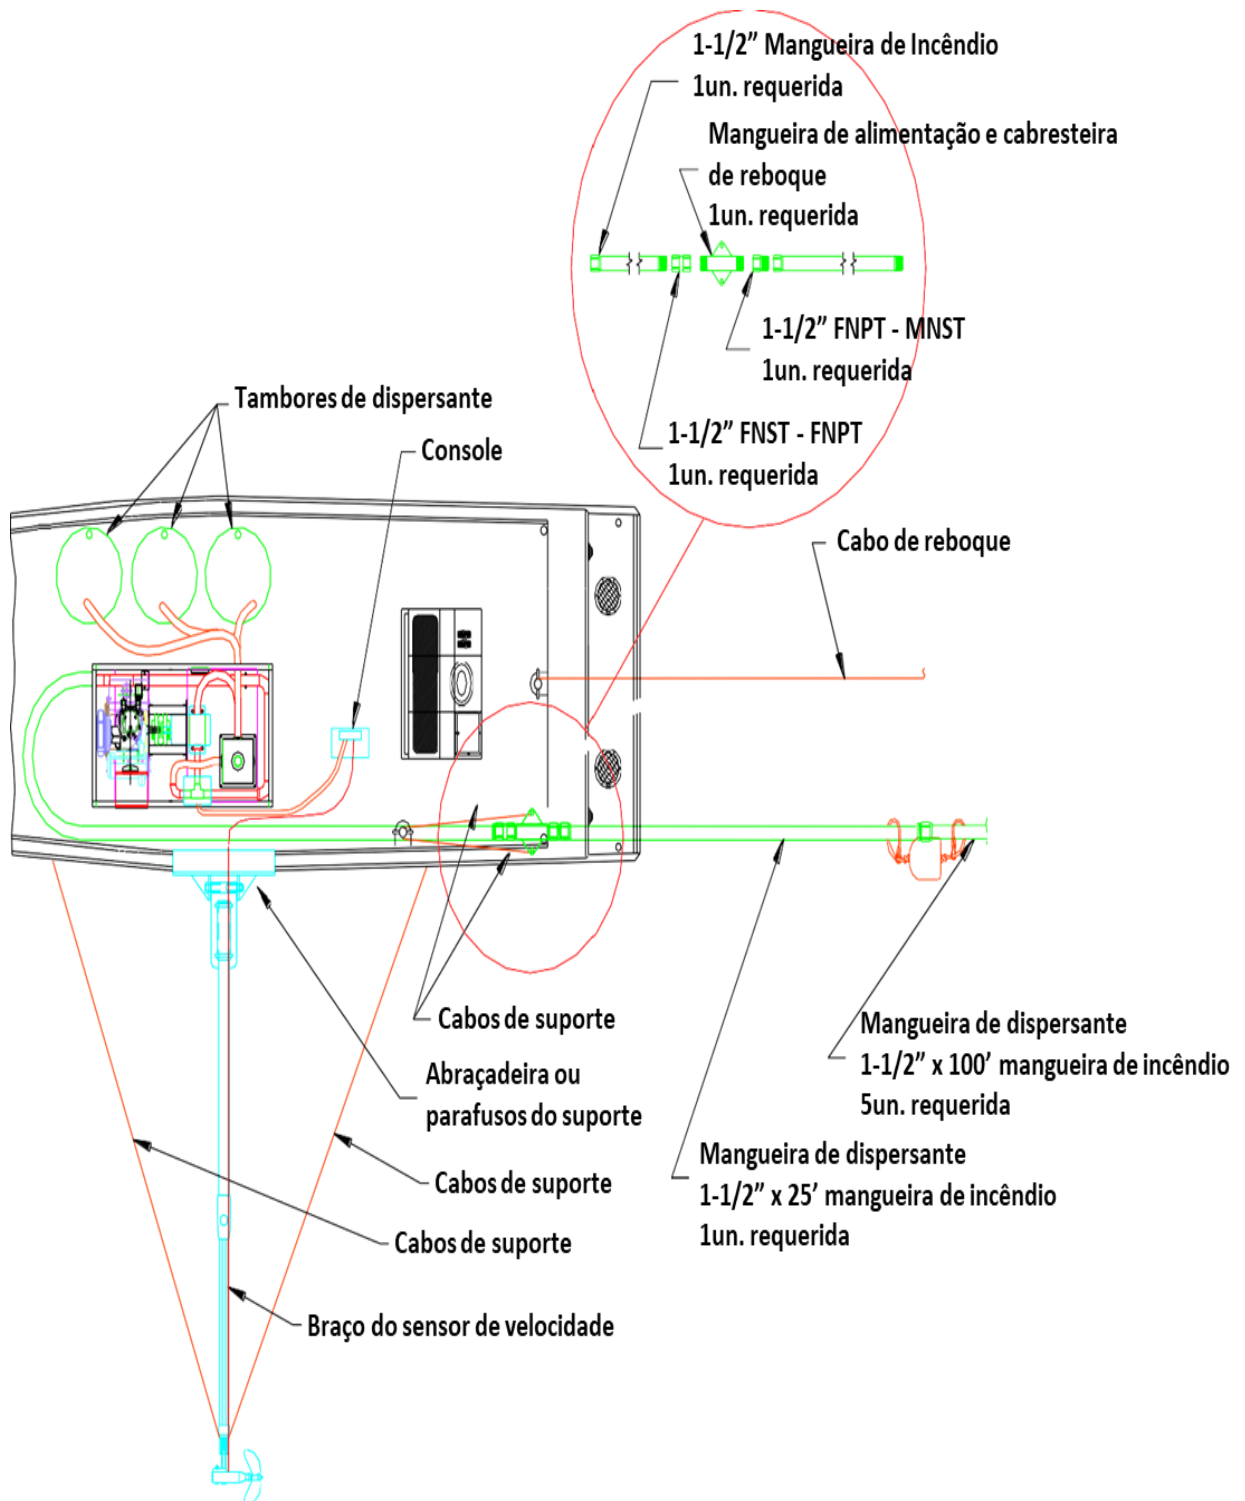 1-1/2” Mangueira de Incêndio
1un. requerida
Mangueira de alimentação e cabresteira
de reboque
1un. requerida
1-1/2” FNPT - MNST
1un. requerida
1-1/2” FNST - FNPT
1un. requerida
Tambores de dispersante
Console
Cabo de reboque
Cabos de suporte
Abraçadeira ou
parafusos do suporte
Cabos de suporte
Cabos de suporte
Braço do sensor de velocidade
Mangueira de dispersante
1-1/2” x 100’ mangueira de incêndio
5un. requerida
Mangueira de dispersante
1-1/2” x 25’ mangueira de incêndio
1un. requerida